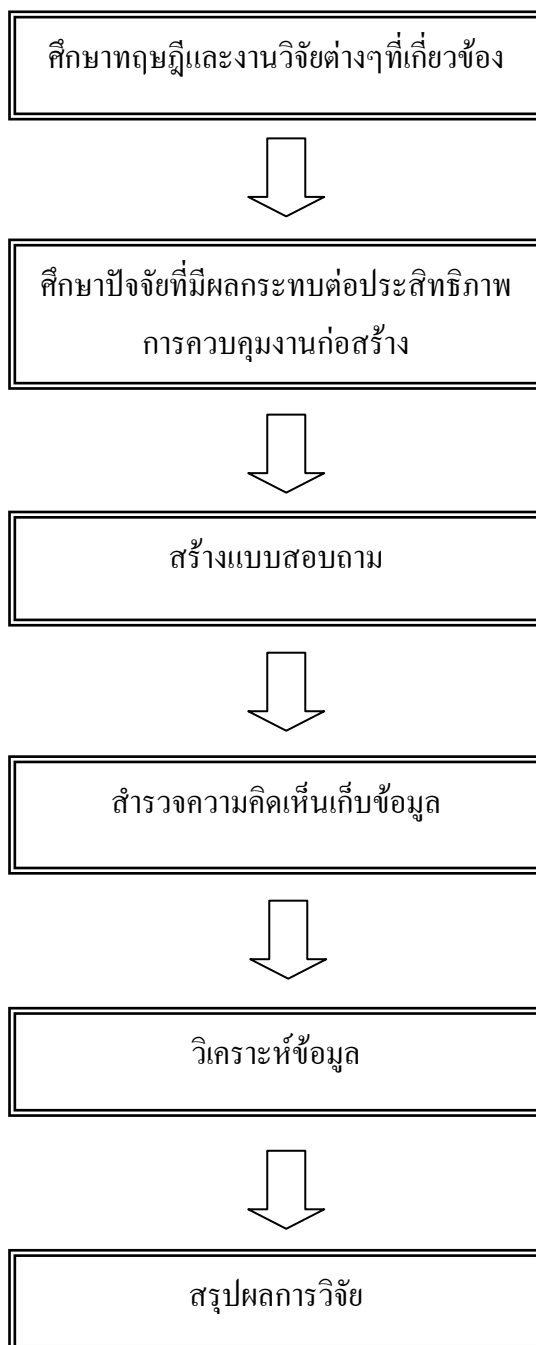 ศึกษาทฤษฎีและงานวิจัยต่างๆที่เกี่ยวข้อง
ศึกษาปัจจัยที่มีผลกระทบต่อประสิทธิภาพ
การควบคุมงานก่อสร้าง
สร้างแบบสอบถาม
สำรวจความคิดเห็นเก็บข้อมูล
วิเคราะห์ข้อมูล
สรุปผลการวิจัย